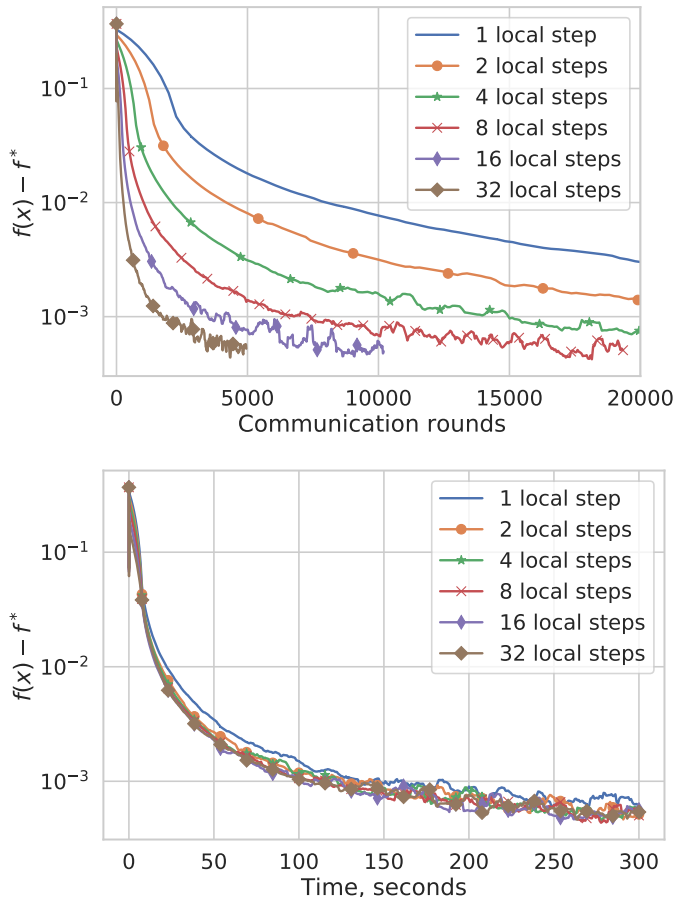 f(x) − f*
10⁻¹
10⁻²
10⁻³
1 local step
2 local steps
4 local steps
8 local steps
16 local steps
32 local steps
0 5000 10000 15000 20000
Communication rounds
f(x) − f*
10⁻¹
10⁻²
10⁻³
1 local step
2 local steps
4 local steps
8 local steps
16 local steps
32 local steps
0 50 100 150 200 250 300
Time, seconds